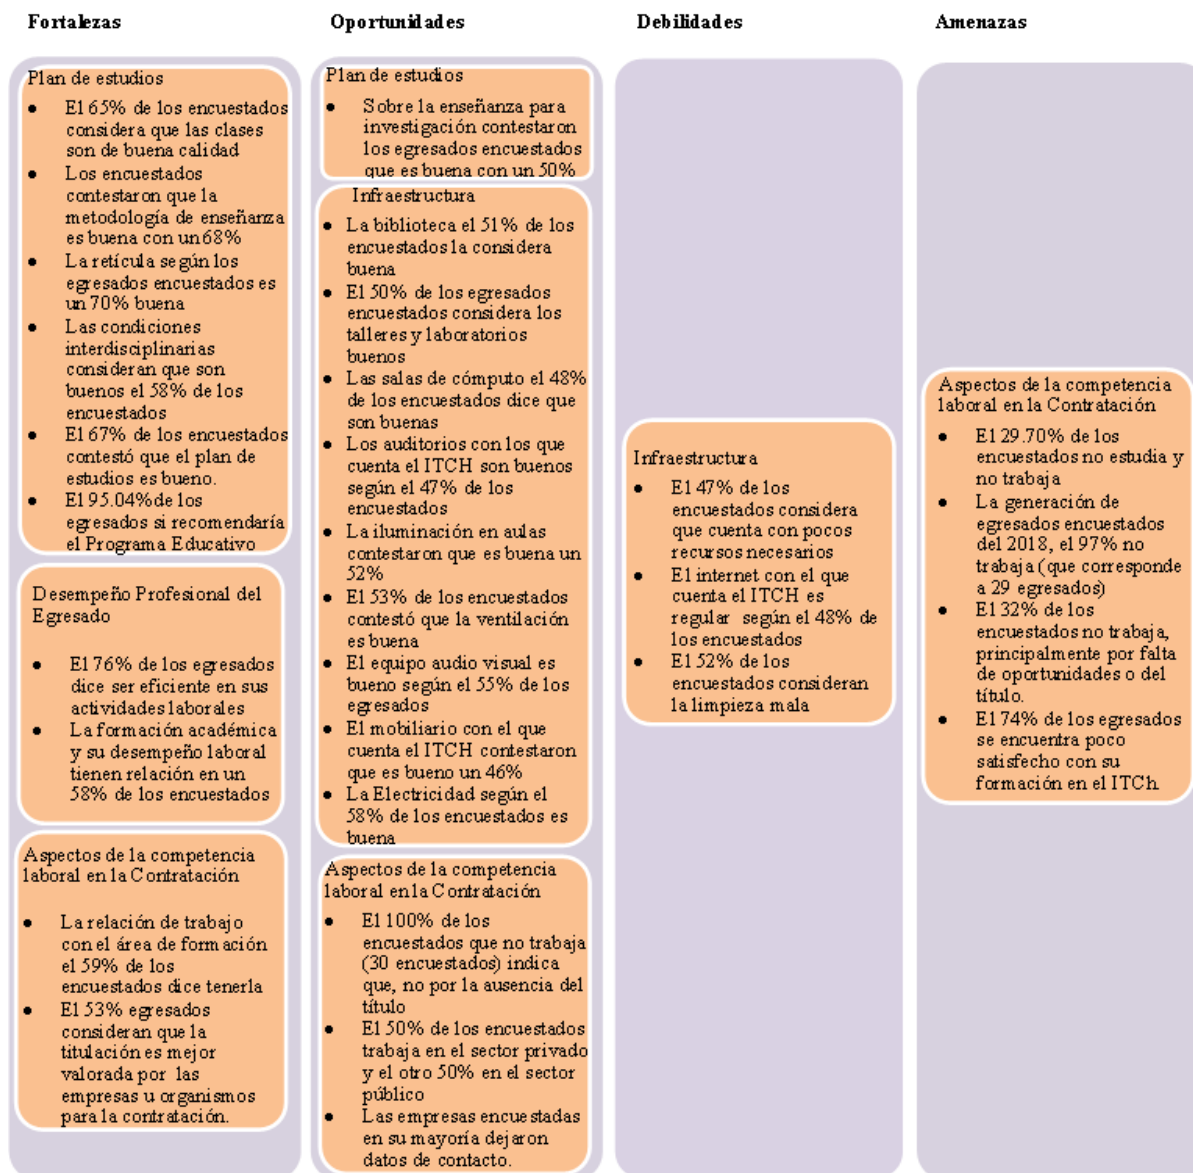 Fortalezas
Oportunidades
Debilidades
Amenazas
Plan de estudios
● El 65% de los encuestados
considera que las clases
son de buena calidad
● Los encuestados
contestaron que la
metodología de enseñanza
es buena con un 68%
● La retícula según los
egresados encuestados es
un 70% buena
● Las condiciones
interdisciplinarias
consideran que son
buenos el 58% de los
encuestados
● El 67% de los encuestados
contestó que el plan de
estudios es bueno.
● El 95.04%de los
egresados si recomendaría
el Programa Educativo
Desempeño Profesional del
Egresado
● El 76% de los egresados
dice ser eficiente en sus
actividades laborales
● La formación académica
y su desempeño laboral
tienen relación en un
58% de los encuestados
Aspectos de la competencia
laboral en la Contratación
● La relación de trabajo
con el área de formación
el 59% de los
encuestados dice tenerla
● El 53% egresados
consideran que la
titulación es mejor
valorada por las
empresas u organismos
para la contratación.
Plan de estudios
● Sobre la enseñanza para
investigación contestaron
los egresados encuestados
que es buena con un 50%
Infraestructura
● La biblioteca el 51% de los
encuestados la considera
buena
● El 50% de los egresados
encuestados considera los
talleres y laboratorios
buenos
● Las salas de cómputo el 48%
de los encuestados dice que
son buenas
● Los auditorios con los que
cuenta el ITCH son buenos
según el 47% de los
encuestados
● La iluminación en aulas
contestaron que es buena un
52%
● El 53% de los encuestados
contestó que la ventilación
es buena
● El equipo audio visual es
bueno según el 55% de los
egresados
● El mobiliario con el que
cuenta el ITCH contestaron
que es bueno un 46%
● La Electricidad según el
58% de los encuestados es
buena
Aspectos de la competencia
laboral en la Contratación
● El 100% de los
encuestados que no trabaja
(30 encuestados) indica
que, no por la ausencia del
título
● El 50% de los encuestados
trabaja en el sector privado
y el otro 50% en el sector
público
● Las empresas encuestadas
en su mayoría dejaron
datos de contacto.
Infraestructura
● El 47% de los
encuestados considera
que cuenta con pocos
recursos necesarios
● El internet con el que
cuenta el ITCH es
regular según el 48% de
los encuestados
● El 52% de los
encuestados consideran
la limpieza mala
Aspectos de la competencia
laboral en la Contratación
● El 29.70% de los
encuestados no estudia y
no trabaja
● La generación de
egresados encuestados
del 2018, el 97% no
trabaja (que corresponde
a 29 egresados)
● El 32% de los
encuestados no trabaja,
principalmente por falta
de oportunidades o del
título.
● El 74% de los egresados
se encuentra poco
satisfecho con su
formación en el ITCh.